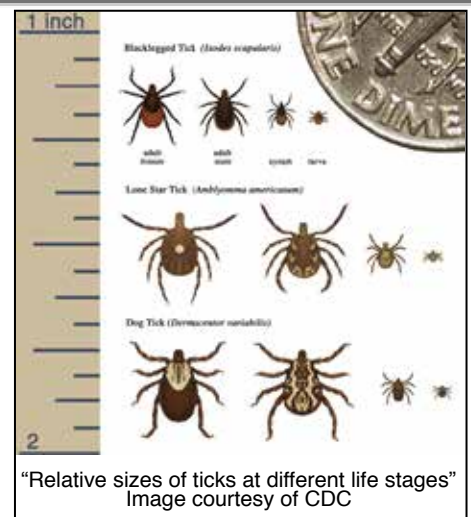 1 inch
ONE DIME
Blacklegged Tick (Ixodes scapularis)
adult female
adult male
nymph
larva
Lone Star Tick (Amblyomma americanum)
Dog Tick (Dermacentor variabilis)
2
“Relative sizes of ticks at different life stages”
Image courtesy of CDC